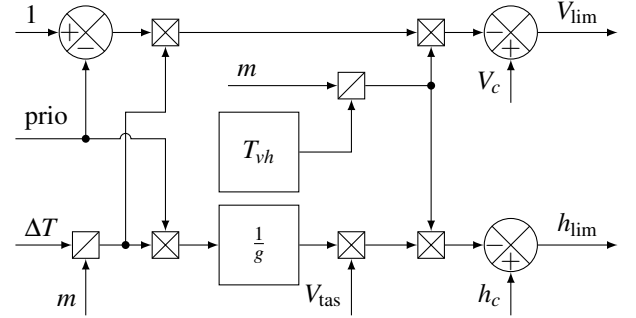 1
+
−
−
+
V_lim
V_c
m
T_vh
prio
ΔT
m
1/g
V_tas
−
+
h_lim
h_c